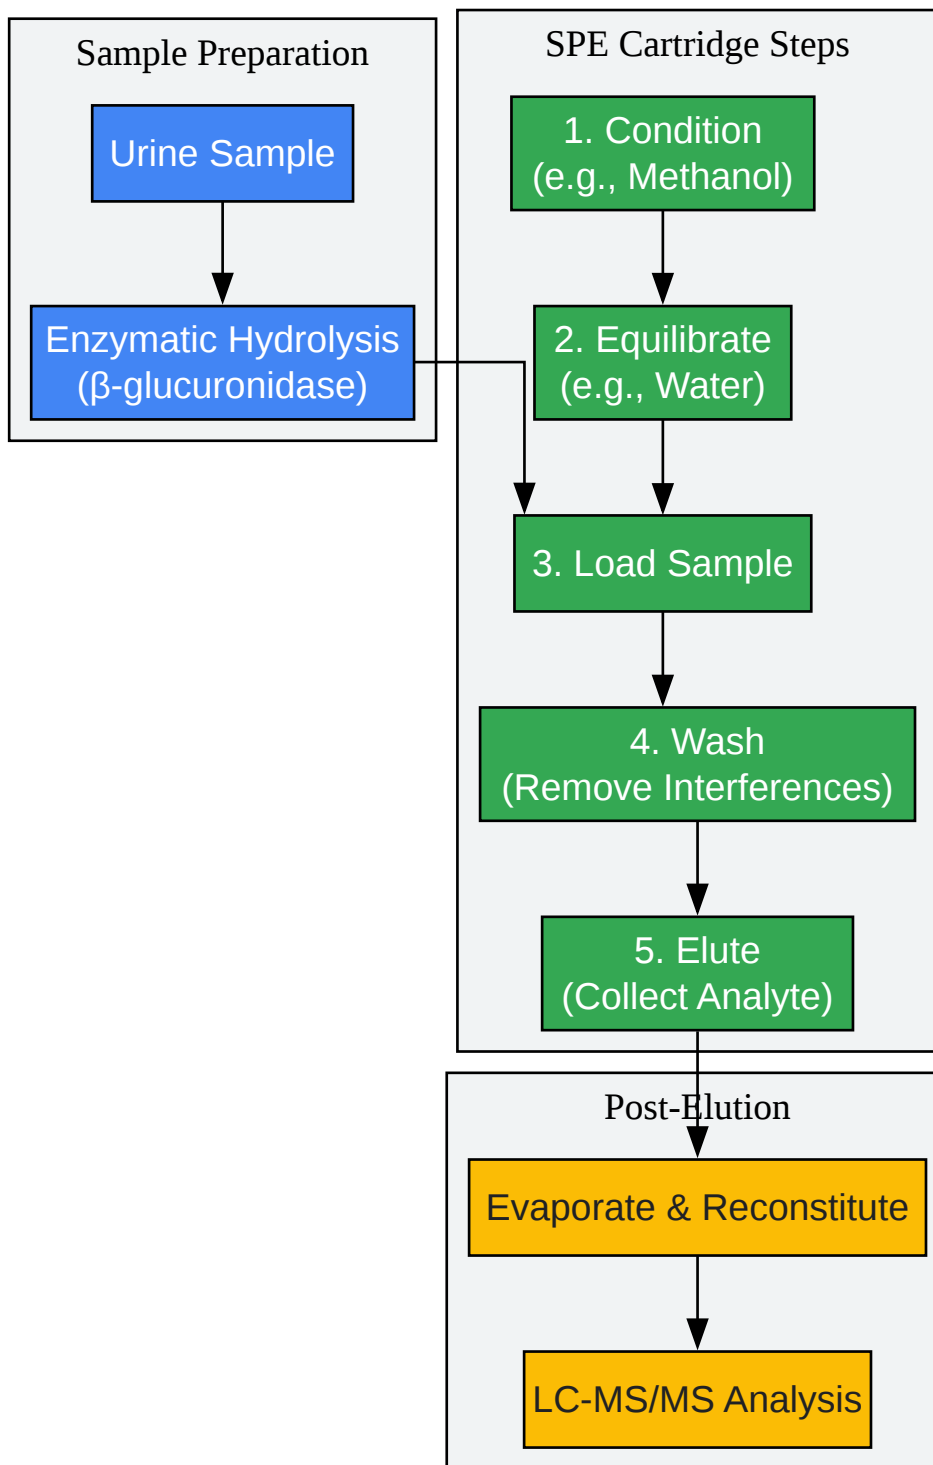 Sample Preparation
Urine Sample
Enzymatic Hydrolysis
(β-glucuronidase)
SPE Cartridge Steps
1. Condition
(e.g., Methanol)
2. Equilibrate
(e.g., Water)
3. Load Sample
4. Wash
(Remove Interferences)
5. Elute
(Collect Analyte)
Post-Elution
Evaporate & Reconstitute
LC-MS/MS Analysis